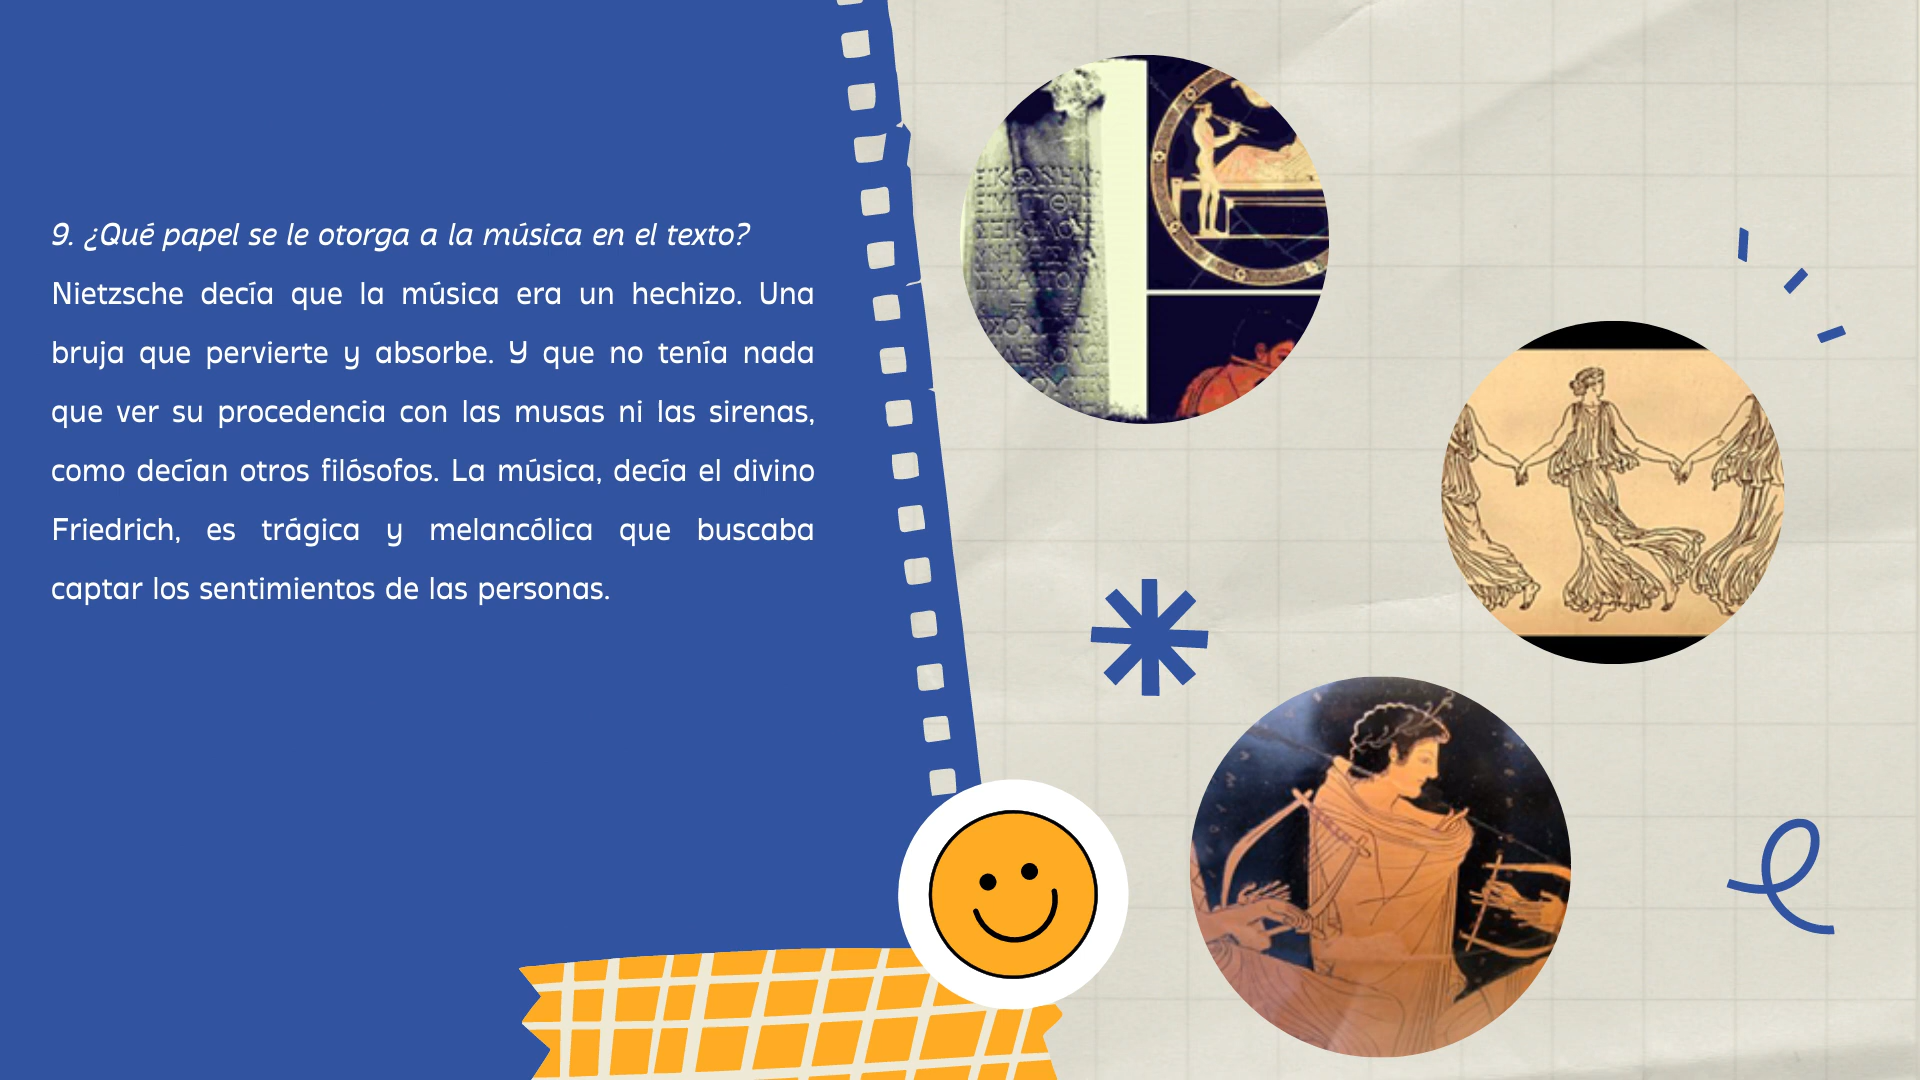 9. ¿Qué papel se le otorga a la música en el texto?
Nietzsche decía que la música era un hechizo. Una
bruja que pervierte y absorbe. Y que no tenía nada
que ver su procedencia con las musas ni las sirenas,
como decían otros filósofos. La música, decía el divino
Friedrich, es trágica y melancólica que buscaba
captar los sentimientos de las personas.